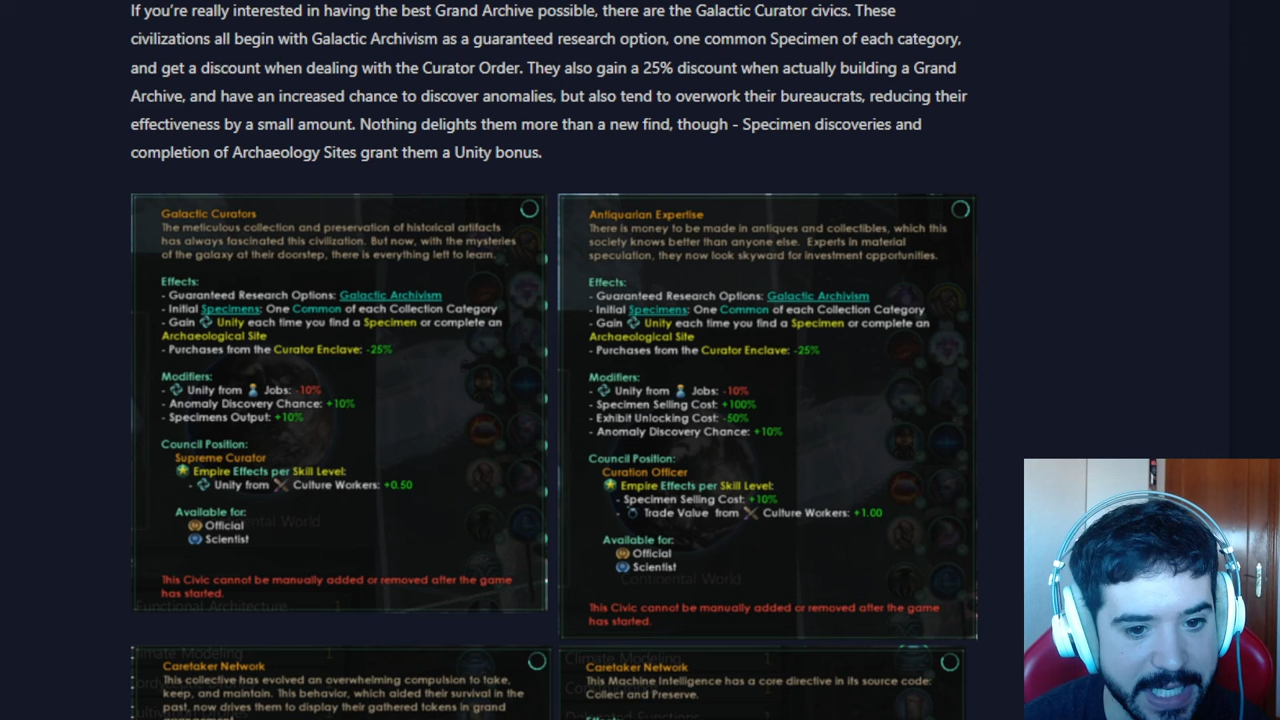 If you're really interested in having the best Grand Archive possible, there are the Galactic Curator civics. These
civilizations all begin with Galactic Archivism as a guaranteed research option, one common Specimen of each category,
and get a discount when dealing with the Curator Order. They also gain a 25% discount when actually building a Grand
Archive, and have an increased chance to discover anomalies, but also tend to overwork their bureaucrats, reducing their
effectiveness by a small amount. Nothing delights them more than a new find, though - Specimen discoveries and
completion of Archaeology Sites grant them a Unity bonus.
Galactic Curators
The meticulous collection and preservation of historical artifacts
has always fascinated this civilization. But now, with the mysteries
of the galaxy at their doorstep, there is everything left to learn.
Effects:
- Guaranteed Research Options: Galactic Archivism
- Initial Specimens: One Common of each Collection Category
- Gain Unity each time you find a Specimen or complete an
Archaeological Site
- Purchases from the Curator Enclave: -25%
Modifiers:
- Unity from Jobs: -10%
- Anomaly Discovery Chance: +10%
- Specimens Output: +10%
Council Position:
Supreme Curator
Empire Effects per Skill Level:
- Unity from Culture Workers: +0.50
Available for:
Official
Scientist
This Civic cannot be manually added or removed after the game
has started.
Functional Architecture 1
Antiquarian Expertise
There is money to be made in antiques and collectibles, which this
society knows better than anyone else. Experts in material
speculation, they now look skyward for investment opportunities.
Effects:
- Guaranteed Research Options: Galactic Archivism
- Initial Specimens: One Common of each Collection Category
- Gain Unity each time you find a Specimen or complete an
Archaeological Site
- Purchases from the Curator Enclave: -25%
Modifiers:
- Unity from Jobs: -10%
- Specimen Selling Cost: +100%
- Exhibit Unlocking Cost: -50%
- Anomaly Discovery Chance: +10%
Council Position:
Curation Officer
Empire Effects per Skill Level:
- Specimen Selling Cost: +10%
- Trade Value from Culture Workers: +1.00
Available for:
Official
Scientist
Continental World
This Civic cannot be manually added or removed after the game
has started.
Climate Modeling 1
Caretaker Network
This collective has evolved an overwhelming compulsion to take,
keep, and maintain. This behavior, which aided their survival in the
past, now drives them to display their gathered tokens in grand
Climate Modeling 1
Caretaker Network
This Machine Intelligence has a core directive in its source code:
Collect and Preserve.